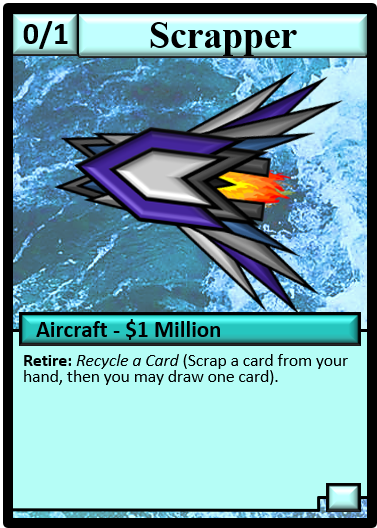 0/1
Scrapper
Aircraft - $1 Million
Retire: Recycle a Card (Scrap a card from your
hand, then you may draw one card).